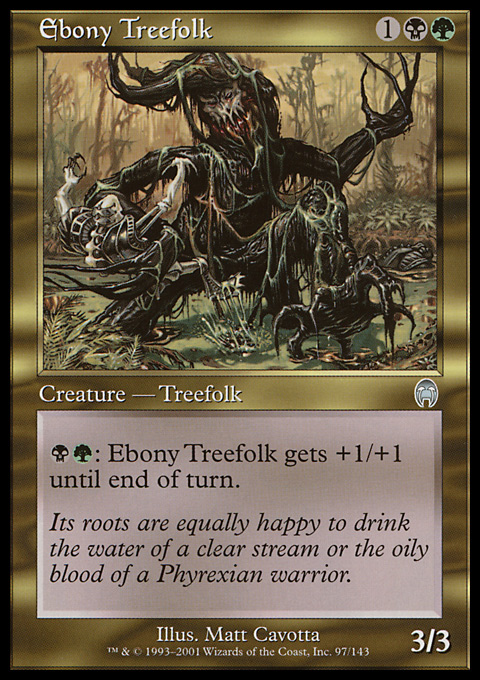 Ebony Treefolk 1
Creature — Treefolk
: Ebony Treefolk gets +1/+1
until end of turn.
Its roots are equally happy to drink
the water of a clear stream or the oily
blood of a Phyrexian warrior.
Illus. Matt Cavotta
™ & © 1993–2001 Wizards of the Coast, Inc. 97/143
3/3